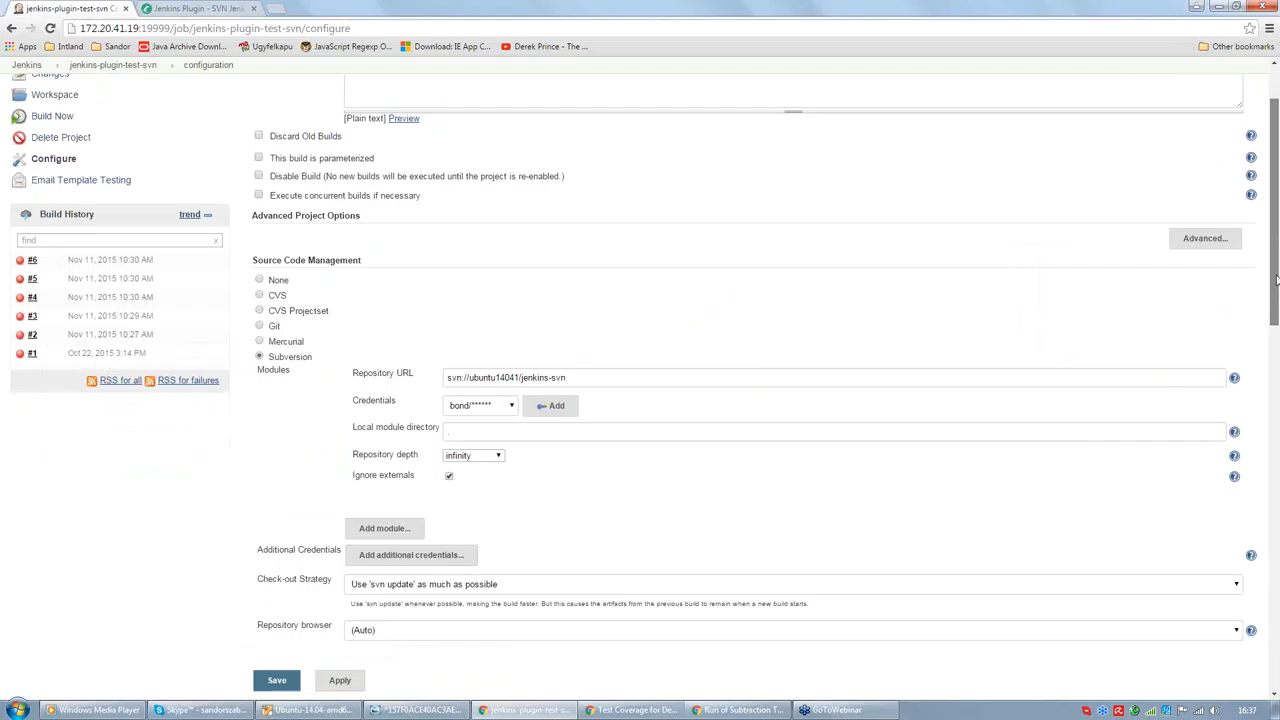 jenkins-plugin-test-svn Co
Jenkins Plugin - SVN Jeni
172.20.41.19:19999/job/jenkins-plugin-test-svn/configure
Apps Intland Sandor Java Archive Downl... Ugyfelkapu JavaScript Regexp O... Download: IE App C... Derek Prince - The ... Other bookmarks
Jenkins jenkins-plugin-test-svn configuration
Changes
Workspace
[Plain text] Preview
Build Now
Discard Old Builds
Delete Project
This build is parameterized
Configure
Disable Build (No new builds will be executed until the project is re-enabled.)
Email Template Testing
Execute concurrent builds if necessary
Build History trend
Advanced Project Options
find x
Advanced...
#6 Nov 11, 2015 10:30 AM
#5 Nov 11, 2015 10:30 AM
#4 Nov 11, 2015 10:30 AM
#3 Nov 11, 2015 10:29 AM
#2 Nov 11, 2015 10:27 AM
#1 Oct 22, 2015 3:14 PM
RSS for all RSS for failures
Source Code Management
None
CVS
CVS Projectset
Git
Mercurial
Subversion
Modules
Repository URL svn://ubuntu14041/jenkins-svn
Credentials bond/****** Add
Local module directory .
Repository depth infinity
Ignore externals
Add module...
Additional Credentials Add additional credentials...
Check-out Strategy Use 'svn update' as much as possible
Use 'svn update' whenever possible, making the build faster. But this causes the artifacts from the previous build to remain when a new build starts.
Repository browser (Auto)
Save Apply
Windows Media Player Skype™ - sandorszab... Ubuntu-14.04-amd6... *157F0ACE40AC3AE... jenkins-plugin-test-s... Test Coverage for De... Run of Subtraction T... GoToWebinar 16:37